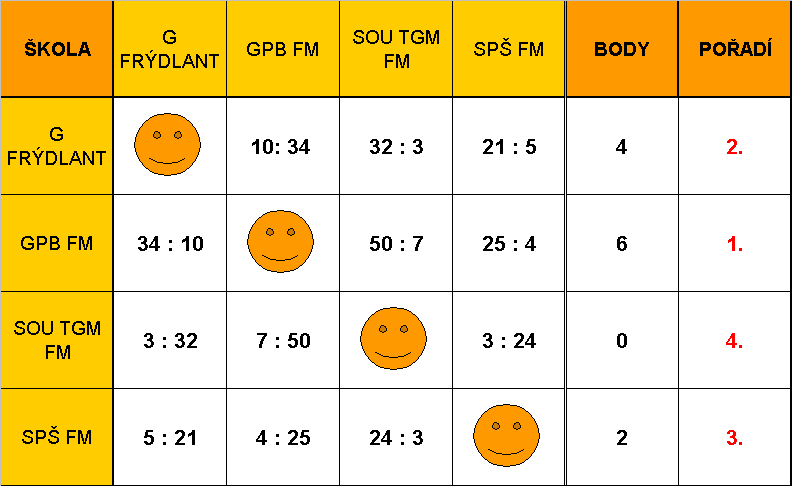 ŠKOLA
G
FRÝDLANT
GPB FM
SOU TGM
FM
SPŠ FM
BODY
POŘADÍ
G
FRÝDLANT
10: 34
32 : 3
21 : 5
4
2.
GPB FM
34 : 10
50 : 7
25 : 4
6
1.
SOU TGM
FM
3 : 32
7 : 50
3 : 24
0
4.
SPŠ FM
5 : 21
4 : 25
24 : 3
2
3.